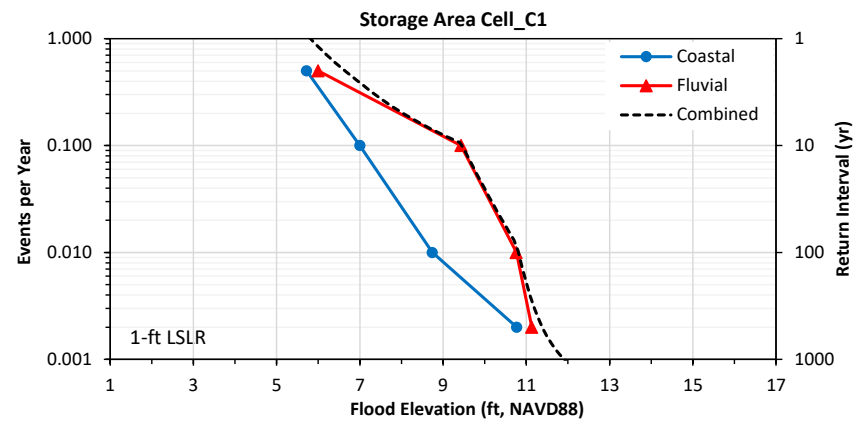 Storage Area Cell_C1
1.000
0.100
0.010
0.001
Events per Year
1
10
100
1000
Return Interval (yr)
Coastal
Fluvial
Combined
1-ft LSLR
1 3 5 7 9 11 13 15 17
Flood Elevation (ft, NAVD88)